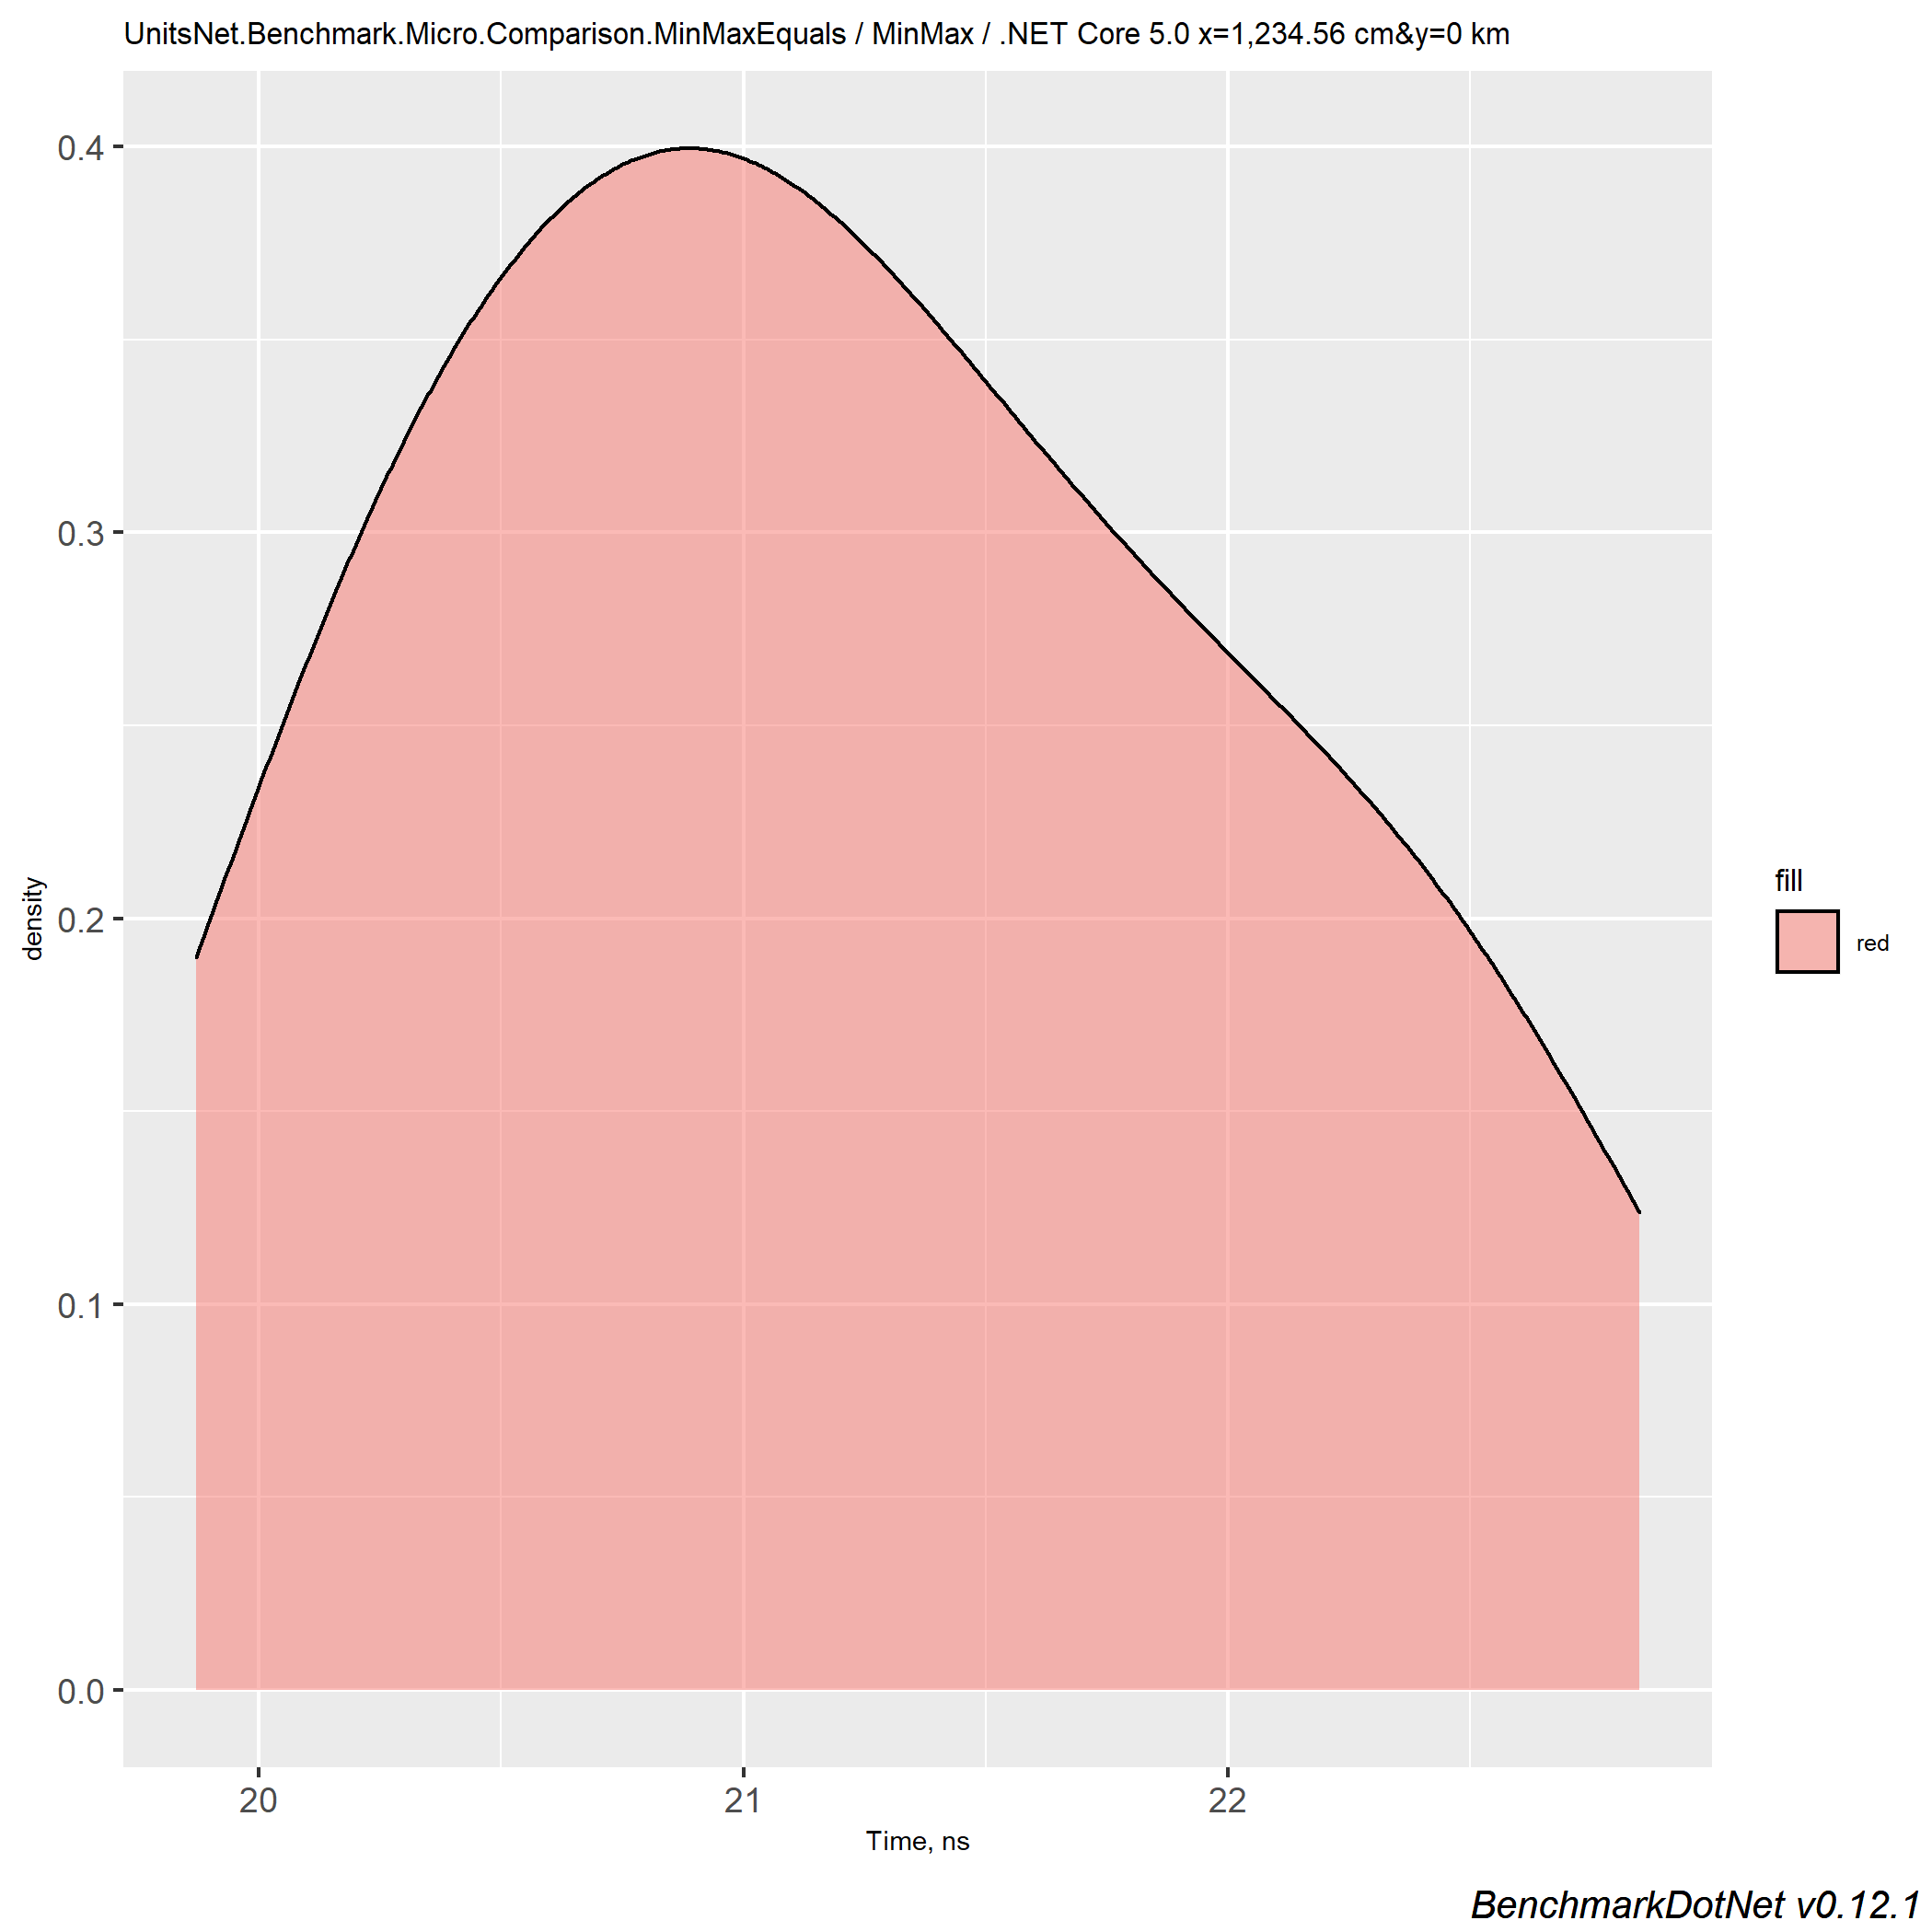 UnitsNet.Benchmark.Micro.Comparison.MinMaxEquals / MinMax / .NET Core 5.0 x=1,234.56 cm&y=0 km
0.4
0.3
0.2
0.1
0.0
density
20 21 22
Time, ns
fill
red
BenchmarkDotNet v0.12.1